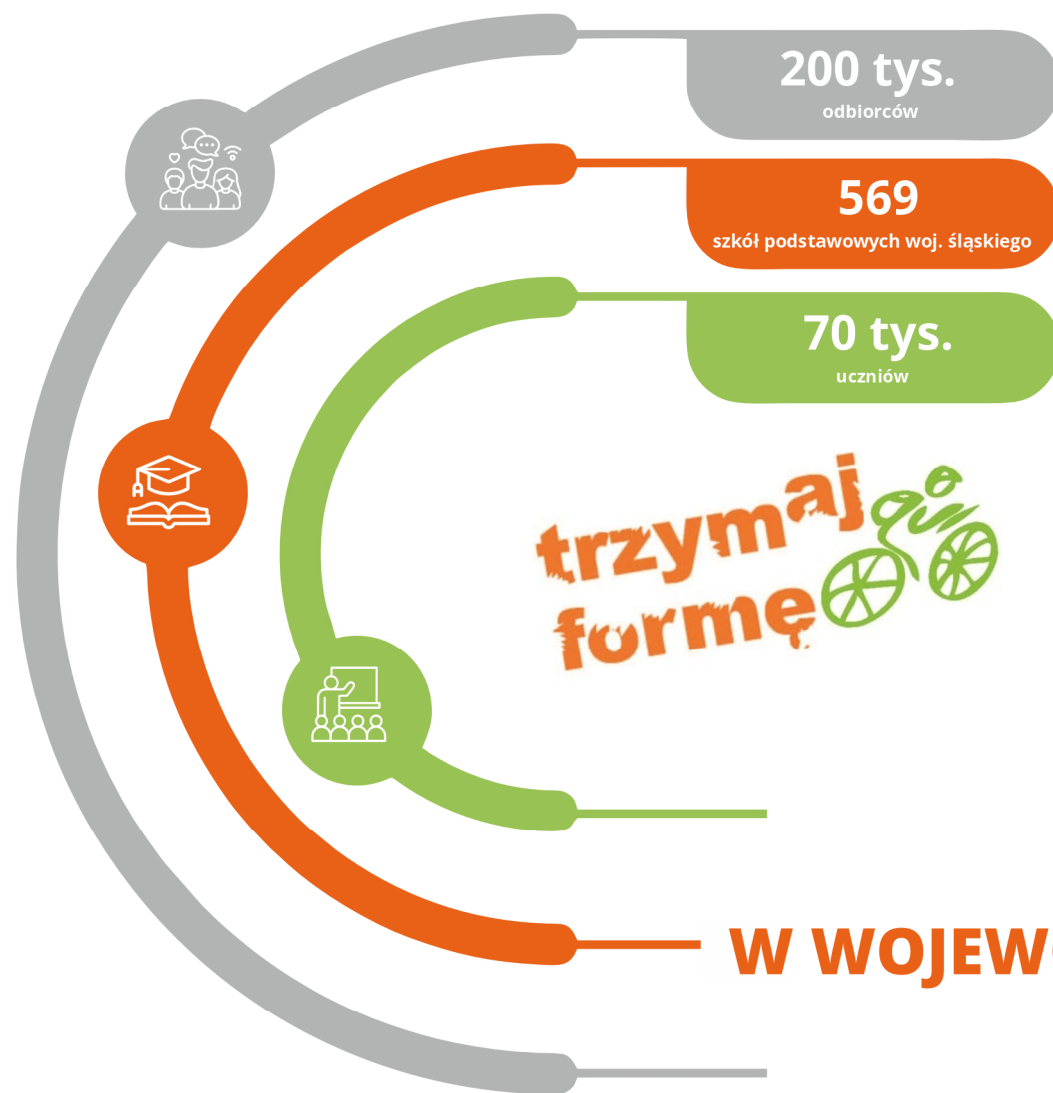 200 tys.
odbiorców
569
szkół podstawowych woj. śląskiego
70 tys.
uczniów
trzymaj
formę
W WOJEW